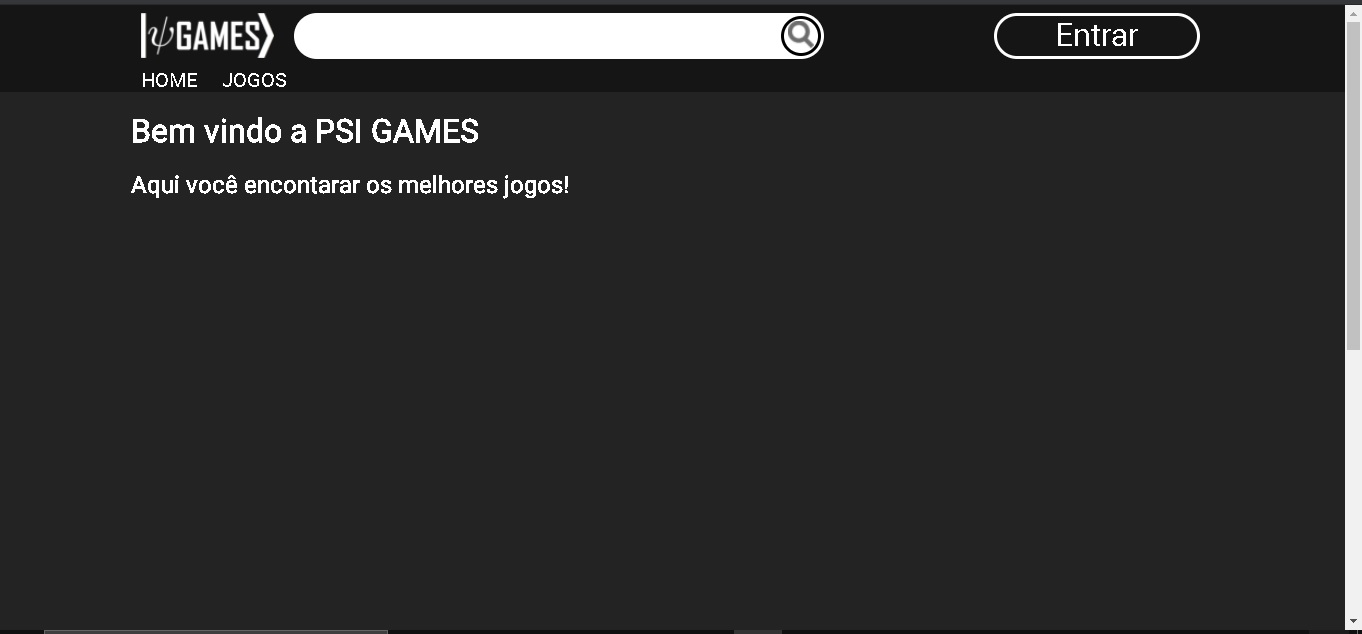 |ψGAMES⟩
Entrar
HOME JOGOS
Bem vindo a PSI GAMES
Aqui você encontarar os melhores jogos!